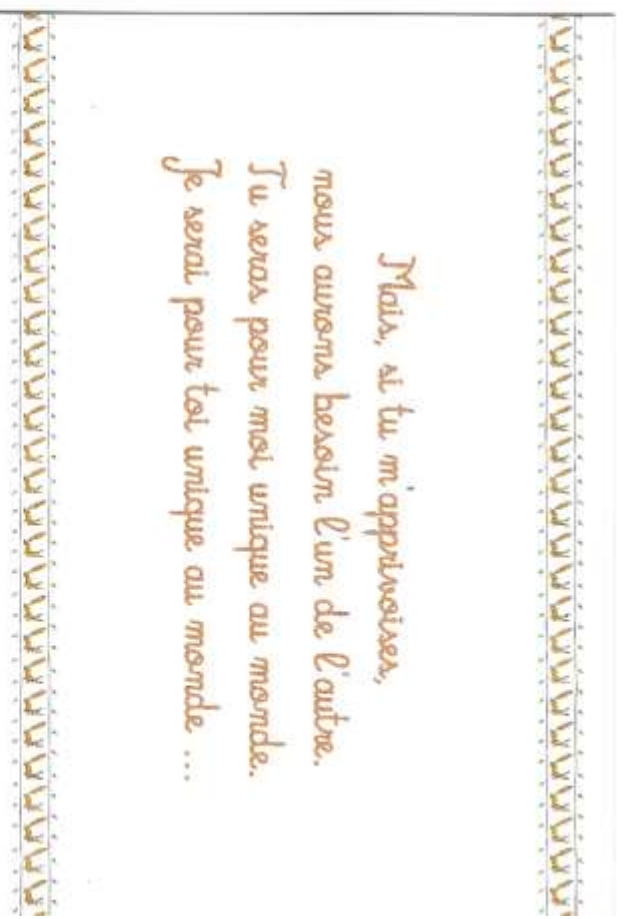 Mais, si tu m'apprivoises,
nous aurons besoin l'un de l'autre.
Tu seras pour moi unique au monde.
Je serai pour toi unique au monde ...